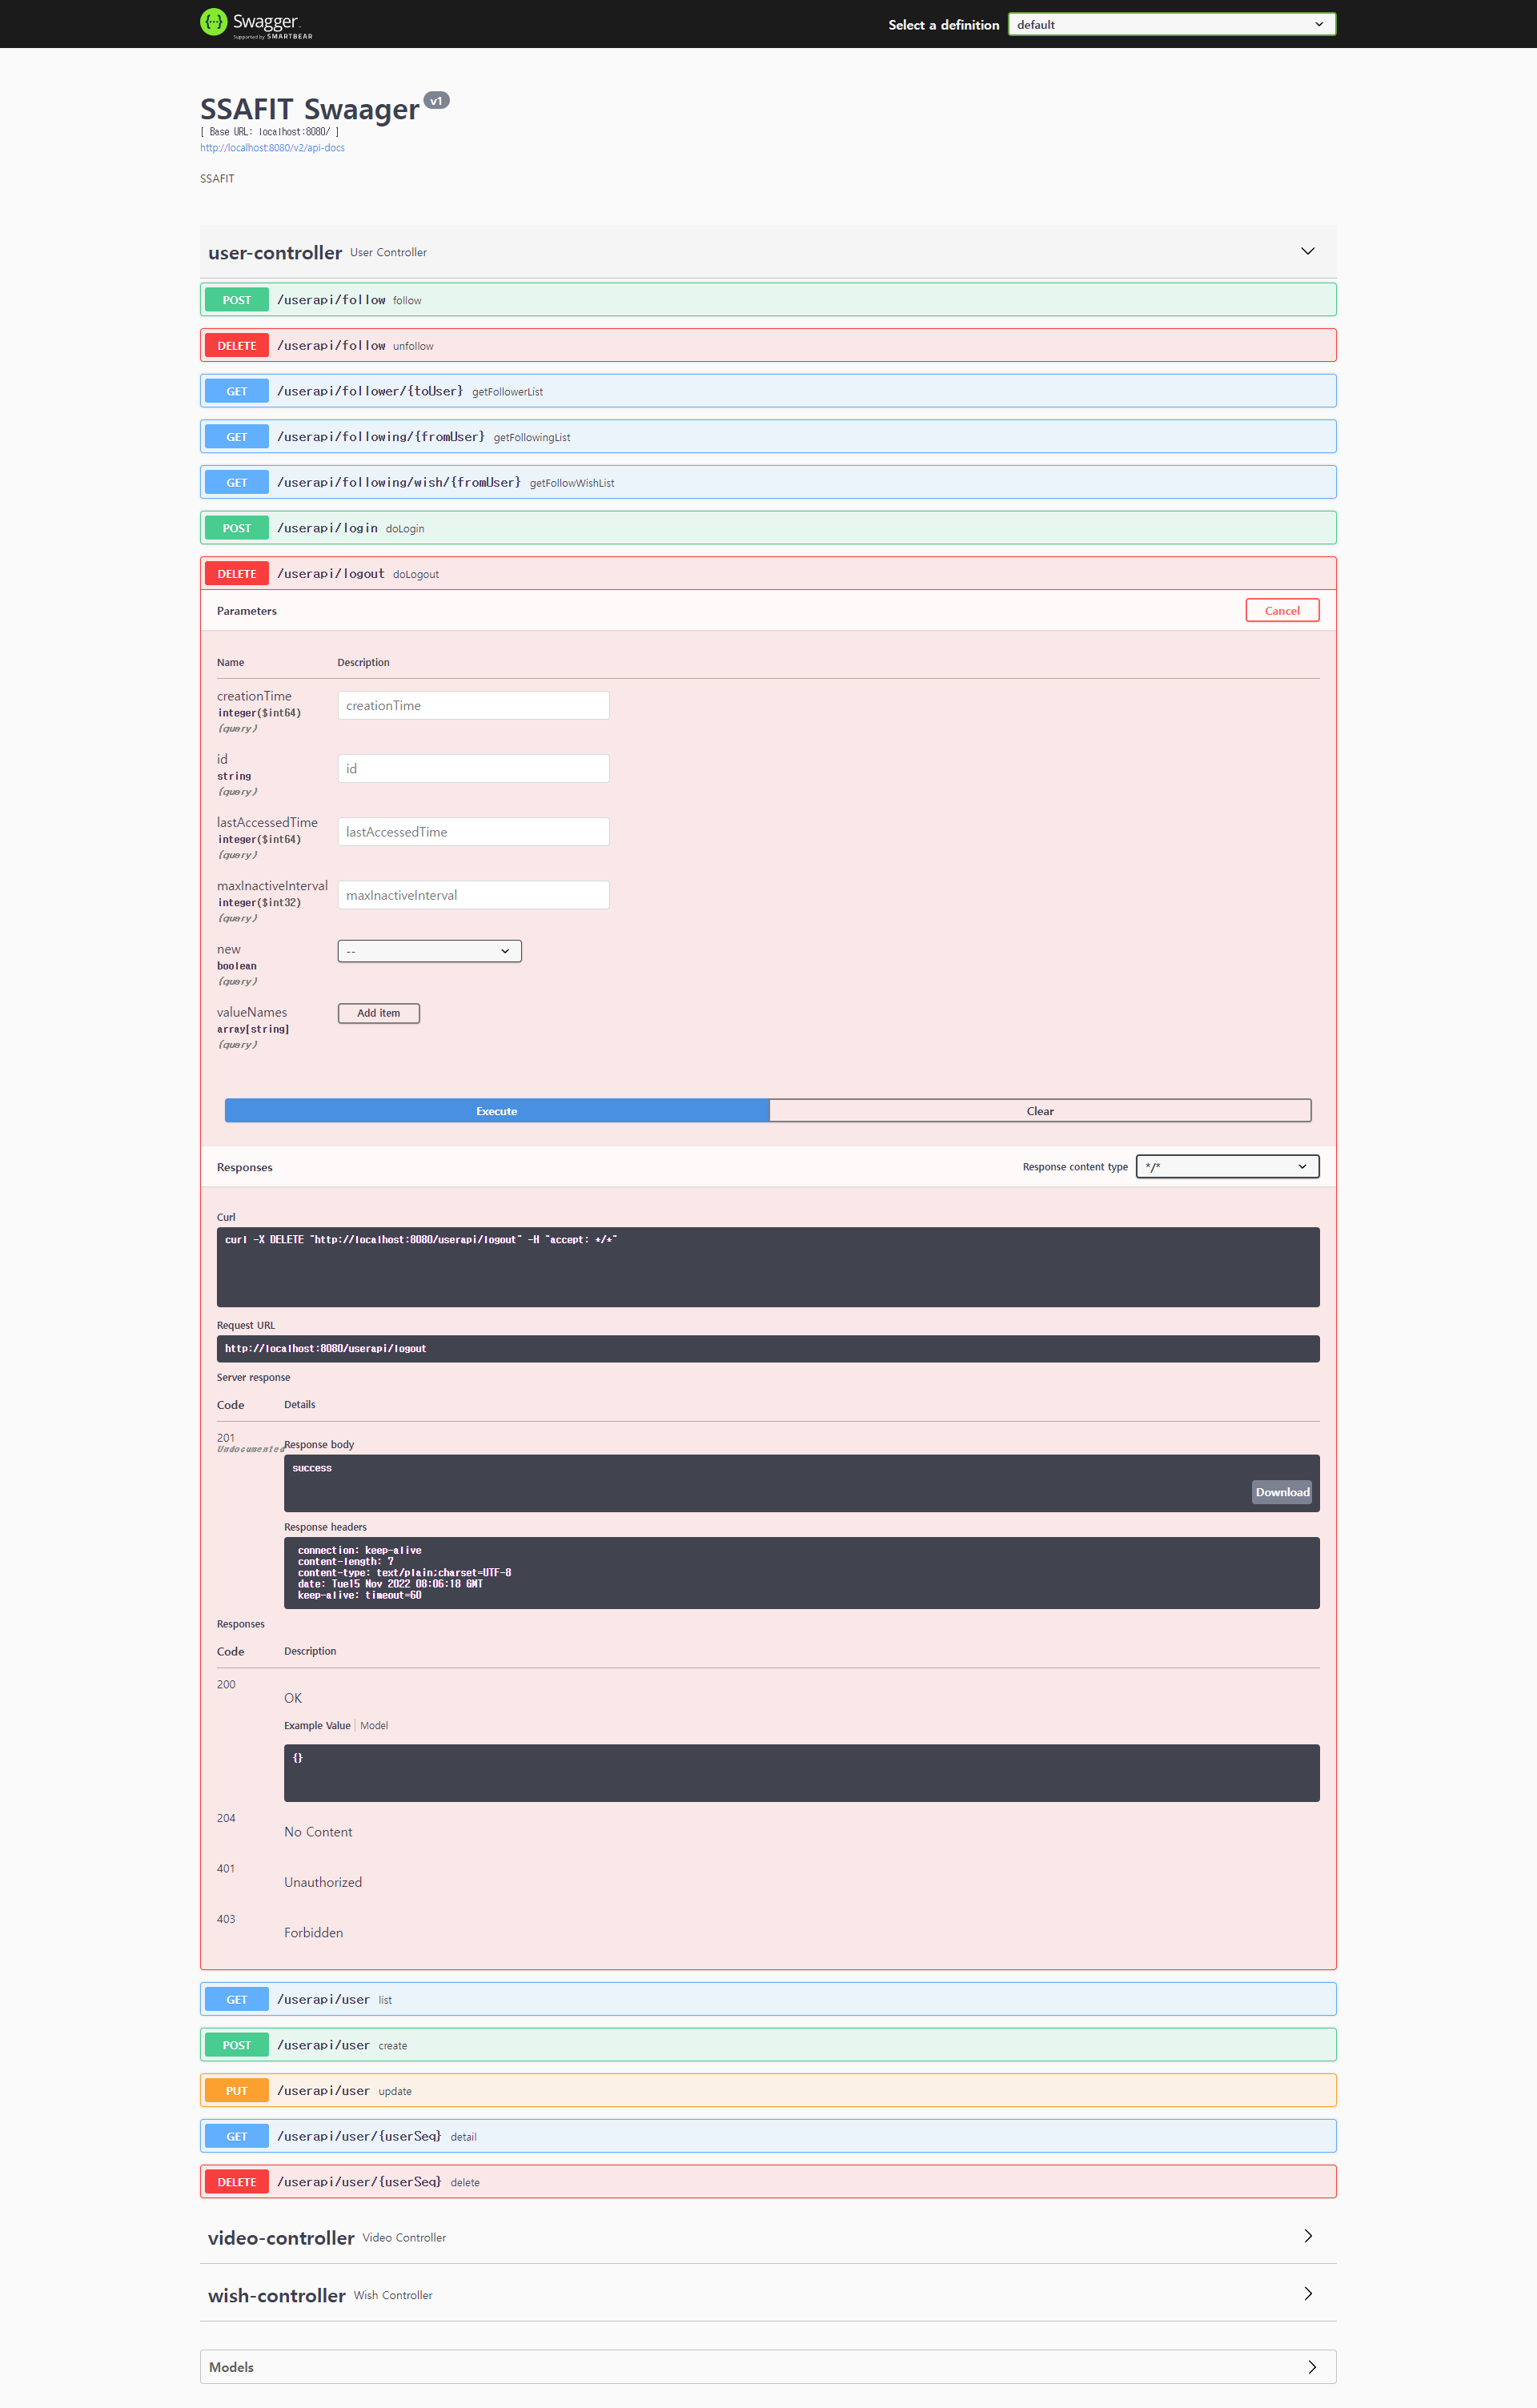 Swagger.
Supported by SMARTBEAR
Select a definition
default
SSAFIT Swaager v1
[ Base URL: localhost:8080/ ]
http://localhost:8080/v2/api-docs
SSAFIT
user-controller User Controller
POST /userapi/follow follow
DELETE /userapi/follow unfollow
GET /userapi/follower/{toUser} getFollowerList
GET /userapi/following/{fromUser} getFollowingList
GET /userapi/following/wish/{fromUser} getFollowWishList
POST /userapi/login doLogin
DELETE /userapi/logout doLogout
Parameters
Cancel
Name Description
creationTime
integer($int64)
(query)
creationTime
id
string
(query)
id
lastAccessedTime
integer($int64)
(query)
lastAccessedTime
maxInactiveInterval
integer($int32)
(query)
maxInactiveInterval
new
boolean
(query)
--
valueNames
array[string]
(query)
Add item
Execute
Clear
Responses
Response content type
*/*
Curl
curl -X DELETE "http://localhost:8080/userapi/logout" -H "accept: */*"
Request URL
http://localhost:8080/userapi/logout
Server response
Code Details
201
Undocumented
Response body
success
Download
Response headers
connection: keep-alive
content-length: 7
content-type: text/plain;charset=UTF-8
date: Tue15 Nov 2022 08:06:18 GMT
keep-alive: timeout=60
Responses
Code Description
200
OK
Example Value Model
{}
204
No Content
401
Unauthorized
403
Forbidden
GET /userapi/user list
POST /userapi/user create
PUT /userapi/user update
GET /userapi/user/{userSeq} detail
DELETE /userapi/user/{userSeq} delete
video-controller Video Controller
wish-controller Wish Controller
Models